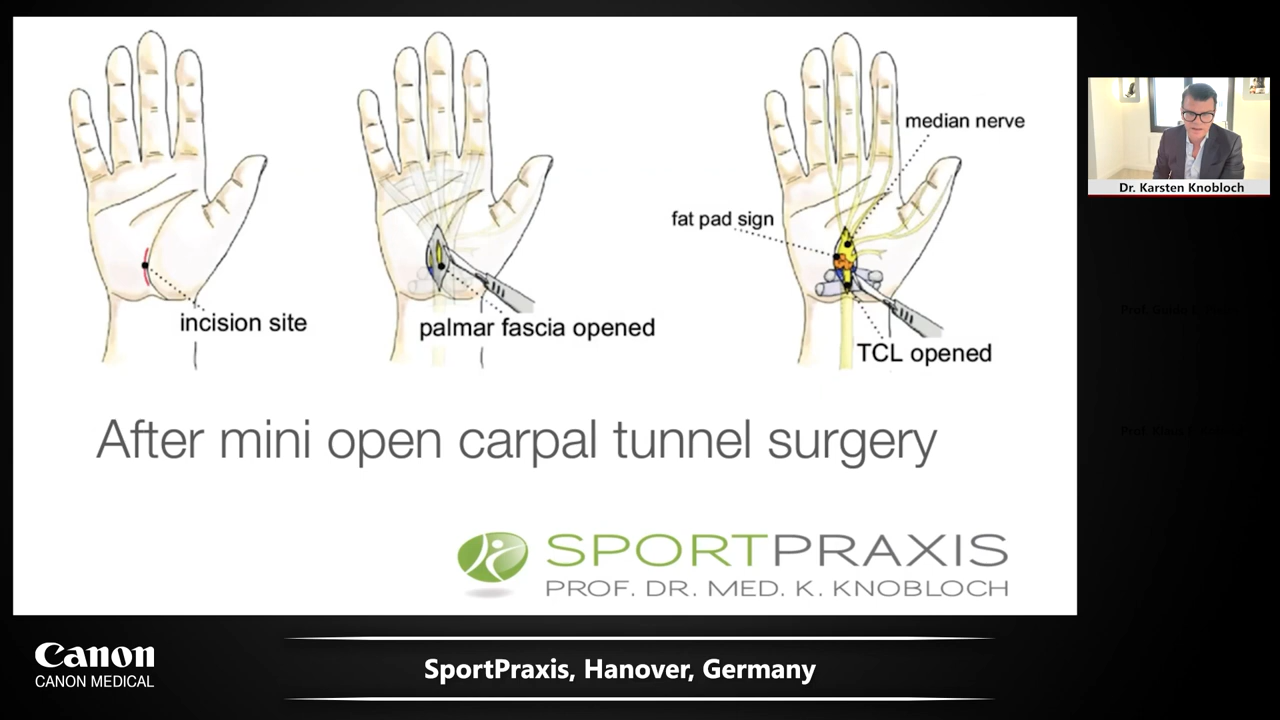 median nerve
fat pad sign
incision site
palmar fascia opened
TCL opened
After mini open carpal tunnel surgery
SPORTPRAXIS
PROF. DR. MED. K. KNOBLOCH
Dr. Karsten Knobloch
Canon
CANON MEDICAL
SportPraxis, Hanover, Germany